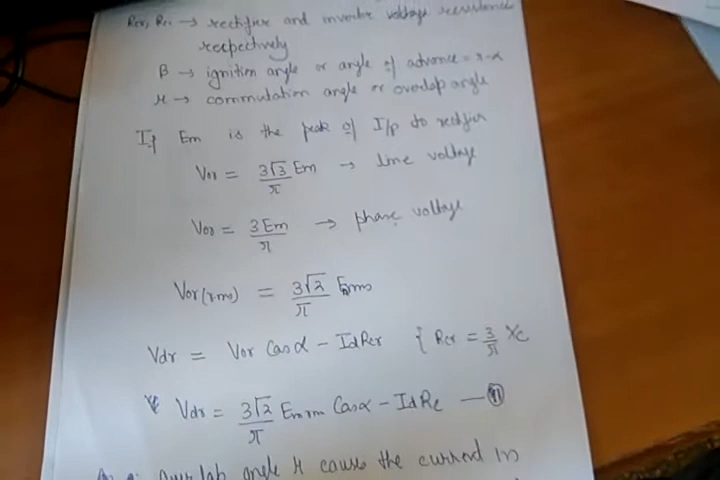 Rcr, Rci → rectifier and inverter voltage resistance
respectively
β → ignition angle or angle of advance = π-α
μ → commutation angle or overlap angle
If Em is the peak of I/p to rectifier
Vor = 3√3/π Em → line voltage
Vor = 3Em/π → phase voltage
Vor(rms) = 3√2/π Erms
Vdr = Vor Cosα - IdRcr { Rcr = 3/π Xc
Vdr = 3√2/π Emrm Cosα - IdRc — 11
overlap angle μ cause the current in